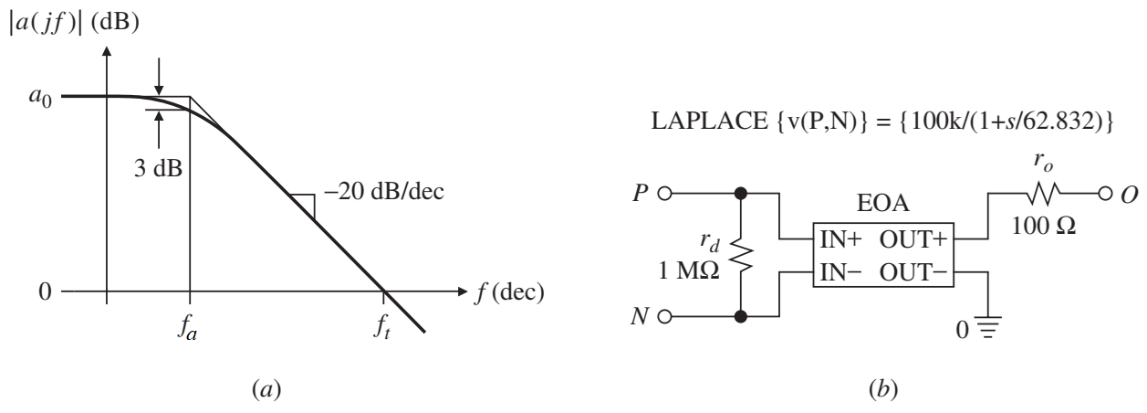 |a(jf)| (dB)
a₀
3 dB
−20 dB/dec
0
f (dec)
fₐ
fₜ
(a)
LAPLACE {v(P,N)} = {100k/(1+s/62.832)}
rₒ
P
O
EOA
100 Ω
r_d
IN+ OUT+
1 MΩ
IN− OUT−
N
0
(b)